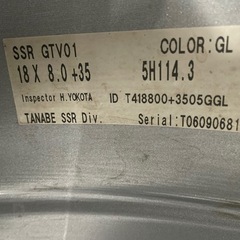 SSR GTV01 COLOR:GL
18 X 8.0 +35 5H114.3
Inspector H.YOKOTA ID T418800+3505GGL
TANABE SSR Div. Serial:T06090681